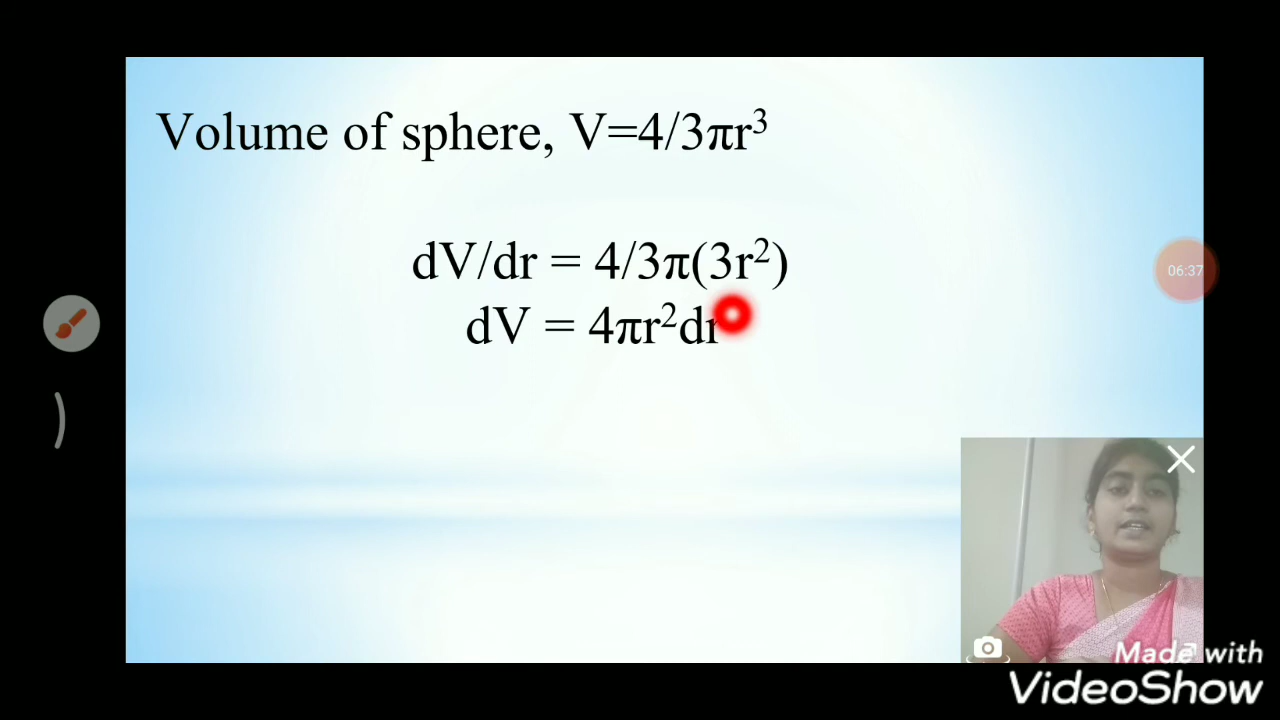 Volume of sphere, V=4/3πr³
dV/dr = 4/3π(3r²)
dV = 4πr²dr
06:37
Made with
VideoShow